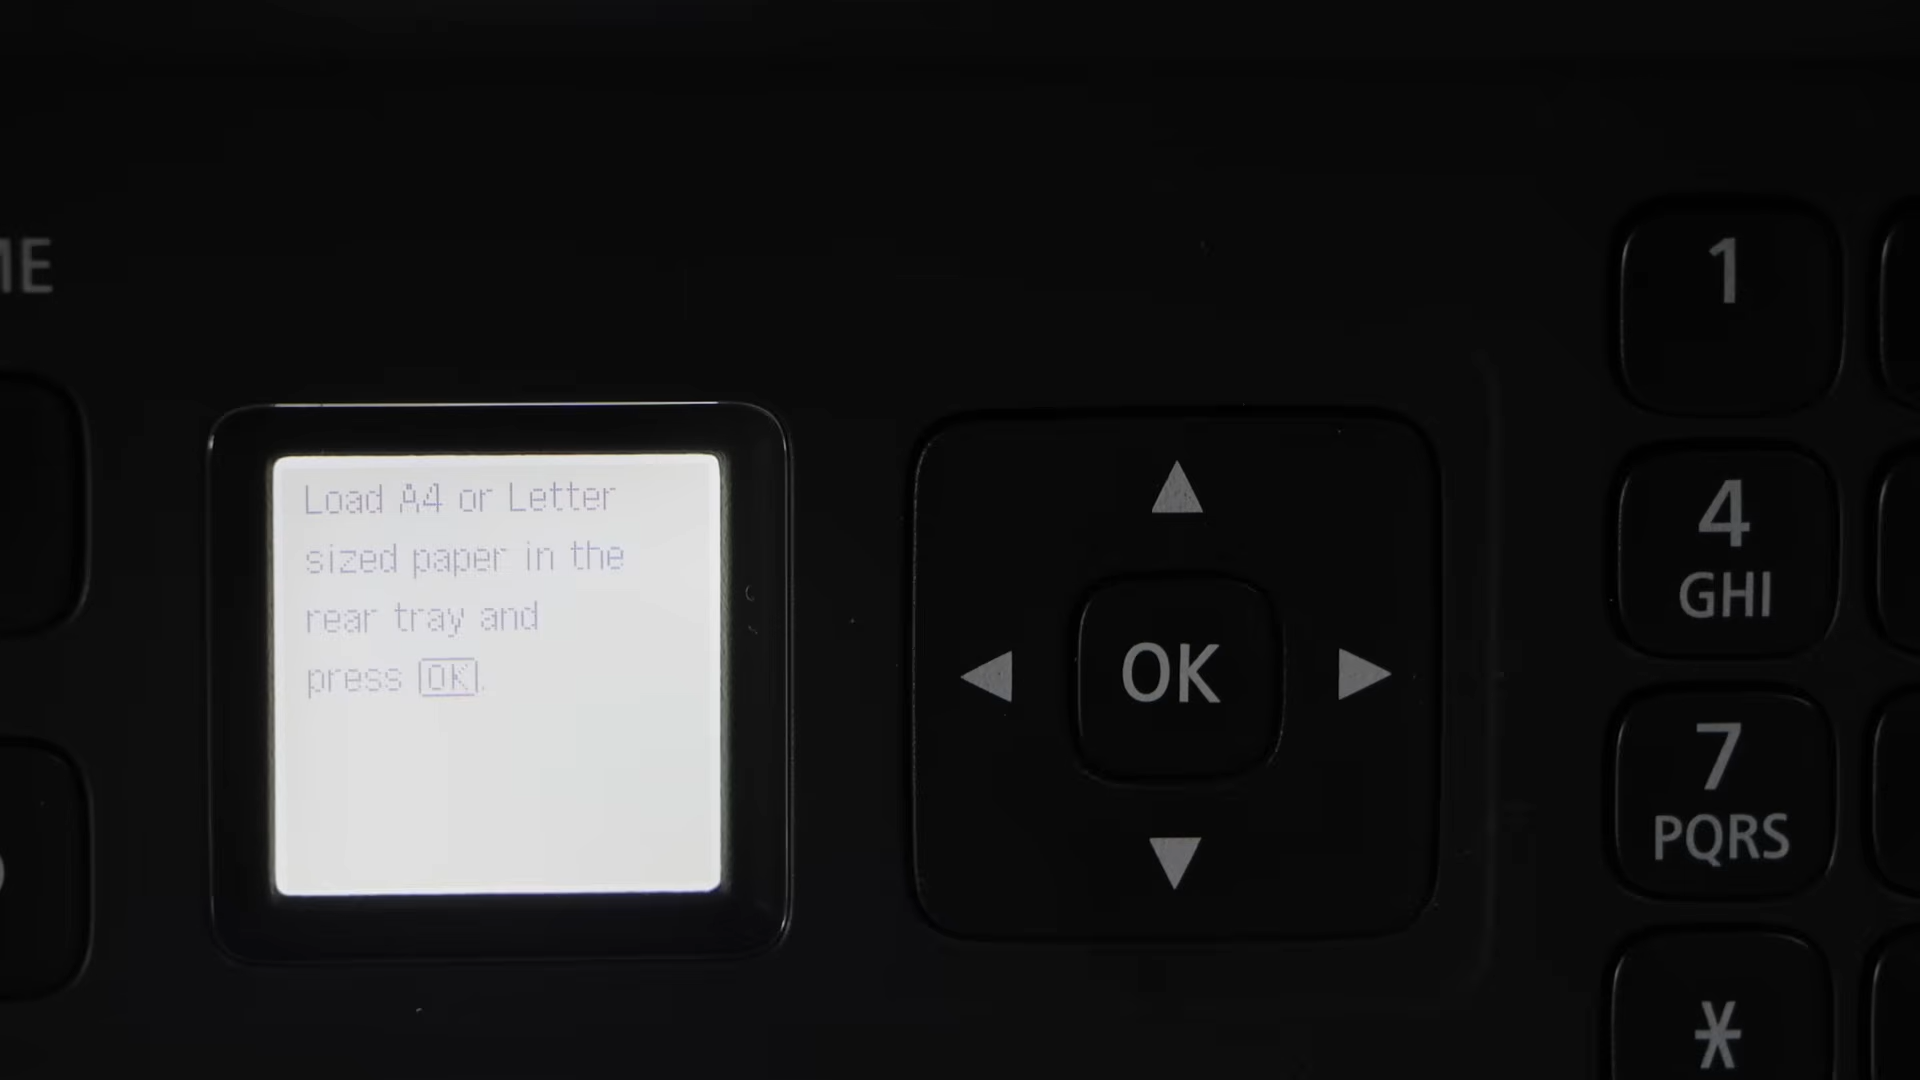 ME
Load A4 or Letter
sized paper in the
rear tray and
press OK.
OK
1
4
GHI
7
PQRS
*